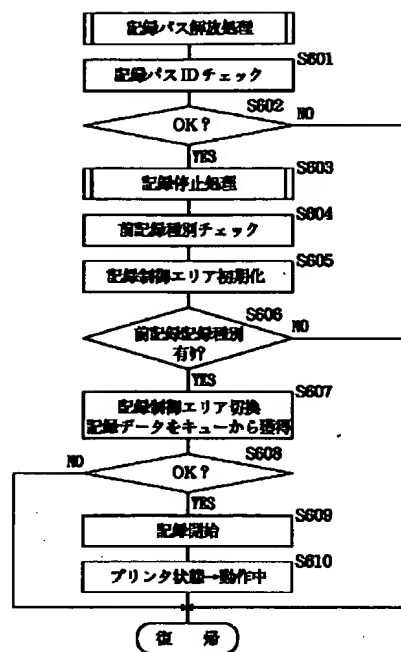 記録パス解放処理
S601
記録パスIDチェック
S602
NO
OK?
YES
S603
記録停止処理
S604
前記録種別チェック
S605
記録制御エリア初期化
S606
NO
前記録記録種別
有り?
YES
S607
記録制御エリア切換
記録データをキューから獲得
S608
NO
OK?
YES
S609
記録開始
S610
プリンタ状態→動作中
復 帰